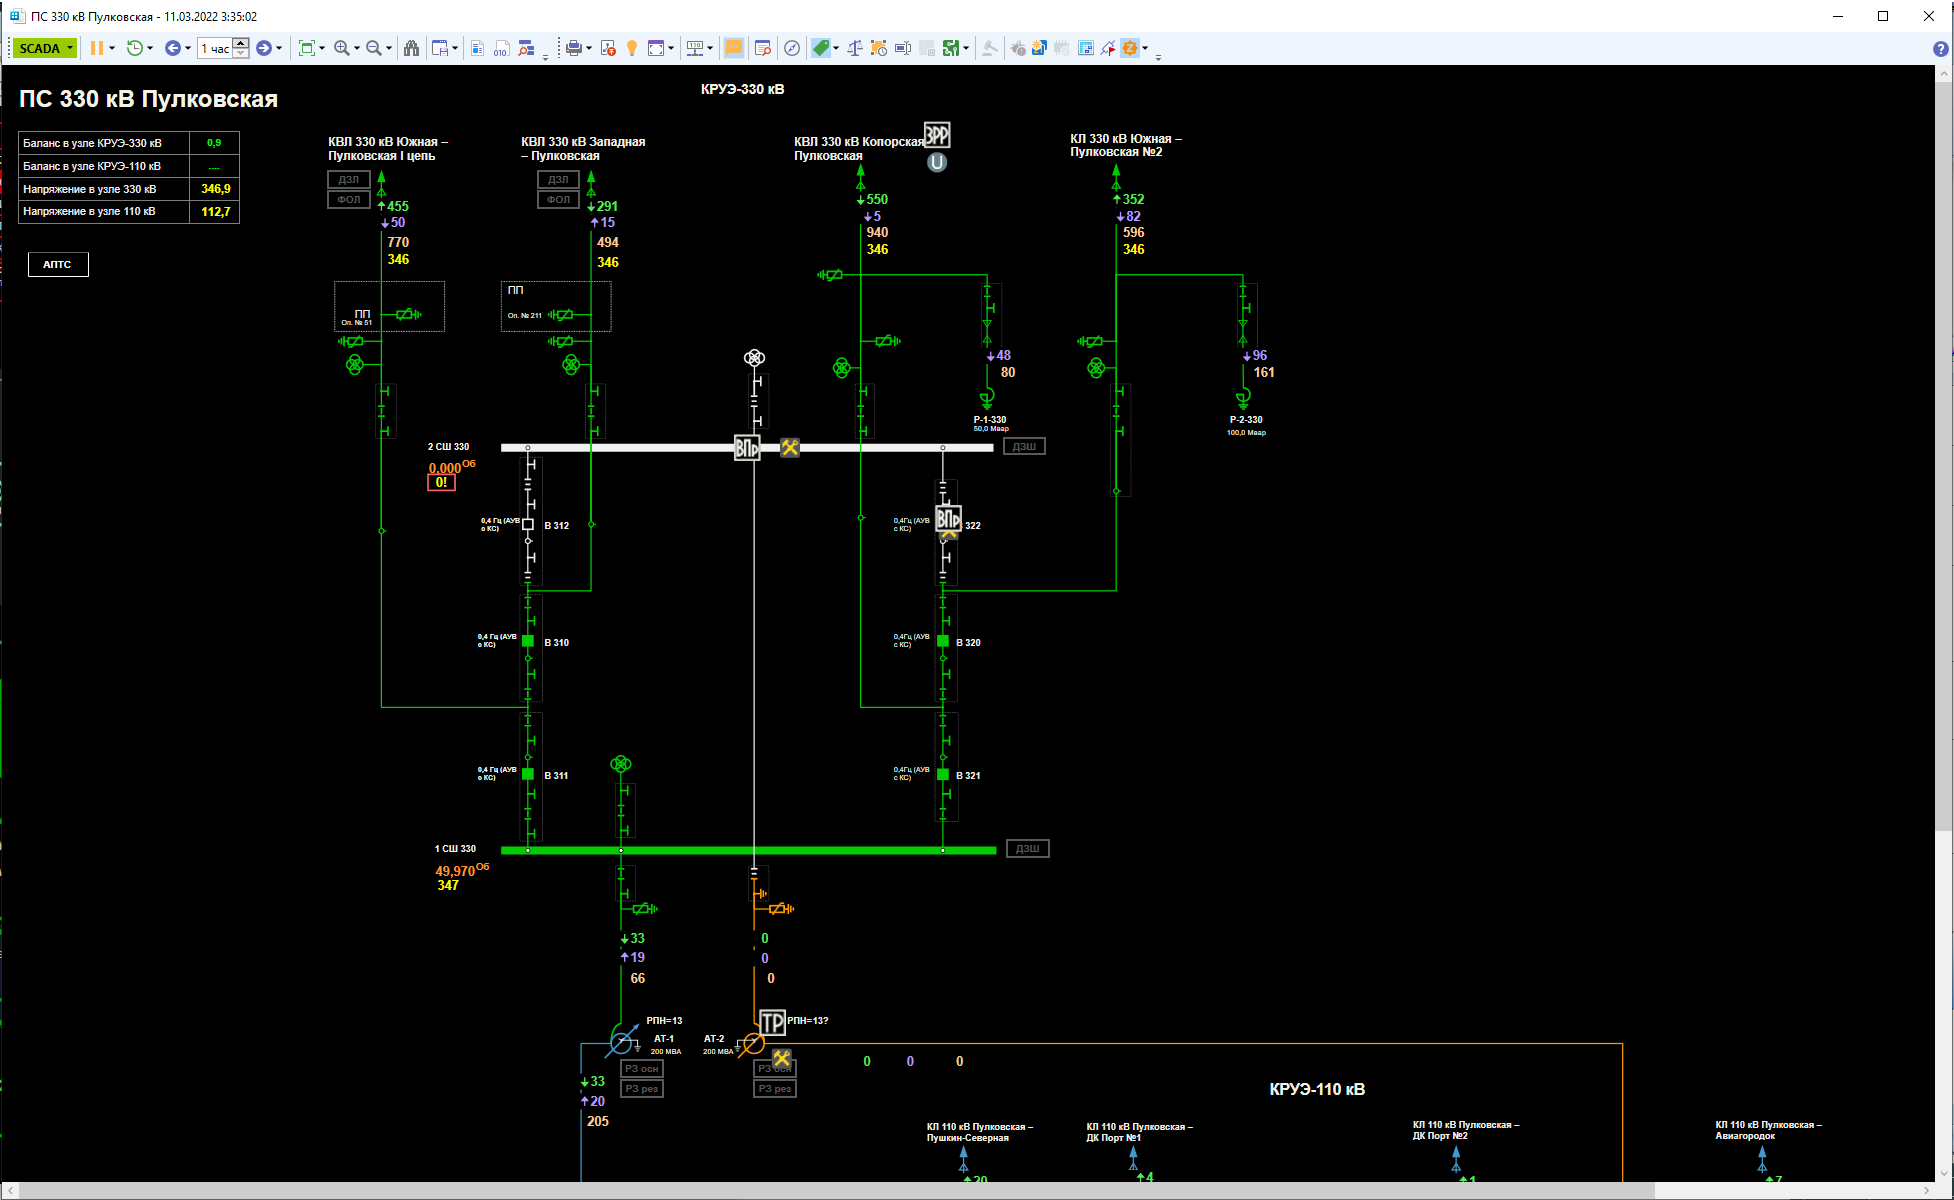 ПС 330 кВ Пулковская - 11.03.2022 3:35:02
SCADA
1 час
ПС 330 кВ Пулковская
КРУЭ-330 кВ
Баланс в узле КРУЭ-330 кВ 0,9
Баланс в узле КРУЭ-110 кВ ....
Напряжение в узле 330 кВ 346,9
Напряжение в узле 110 кВ 112,7
АПТС
КВЛ 330 кВ Южная –
Пулковская I цепь
ДЗЛ
ФОЛ
455
50
770
346
КВЛ 330 кВ Западная
– Пулковская
ДЗЛ
ФОЛ
291
15
494
346
КВЛ 330 кВ Копорская
Пулковская
ЗРР
U
550
5
940
346
КЛ 330 кВ Южная –
Пулковская №2
352
82
596
346
ПП
Оп. № 51
ПП
Оп. № 211
48
80
Р-1-330
50,0 Мвар
96
161
Р-2-330
100,0 Мвар
2 СШ 330
ВПр
ДЗШ
0,000 Об
0!
0,4 Гц (АУВ
с КС)
В 312
0,4Гц (АУВ
с КС)
ВПр
322
0,4 Гц (АУВ
с КС)
В 310
0,4Гц (АУВ
с КС)
В 320
0,4 Гц (АУВ
с КС)
В 311
0,4Гц (АУВ
с КС)
В 321
1 СШ 330
ДЗШ
49,970 Об
347
33
19
66
0
0
0
РПН=13
АТ-1
200 МВА
РЗ осн
РЗ рез
ТР
РПН=13?
АТ-2
200 МВА
РЗ осн
РЗ рез
33
20
205
0 0 0
КРУЭ-110 кВ
КЛ 110 кВ Пулковская –
Пушкин-Северная
20
КЛ 110 кВ Пулковская –
ДК Порт №1
4
КЛ 110 кВ Пулковская –
ДК Порт №2
1
КЛ 110 кВ Пулковская –
Авиагородок
7